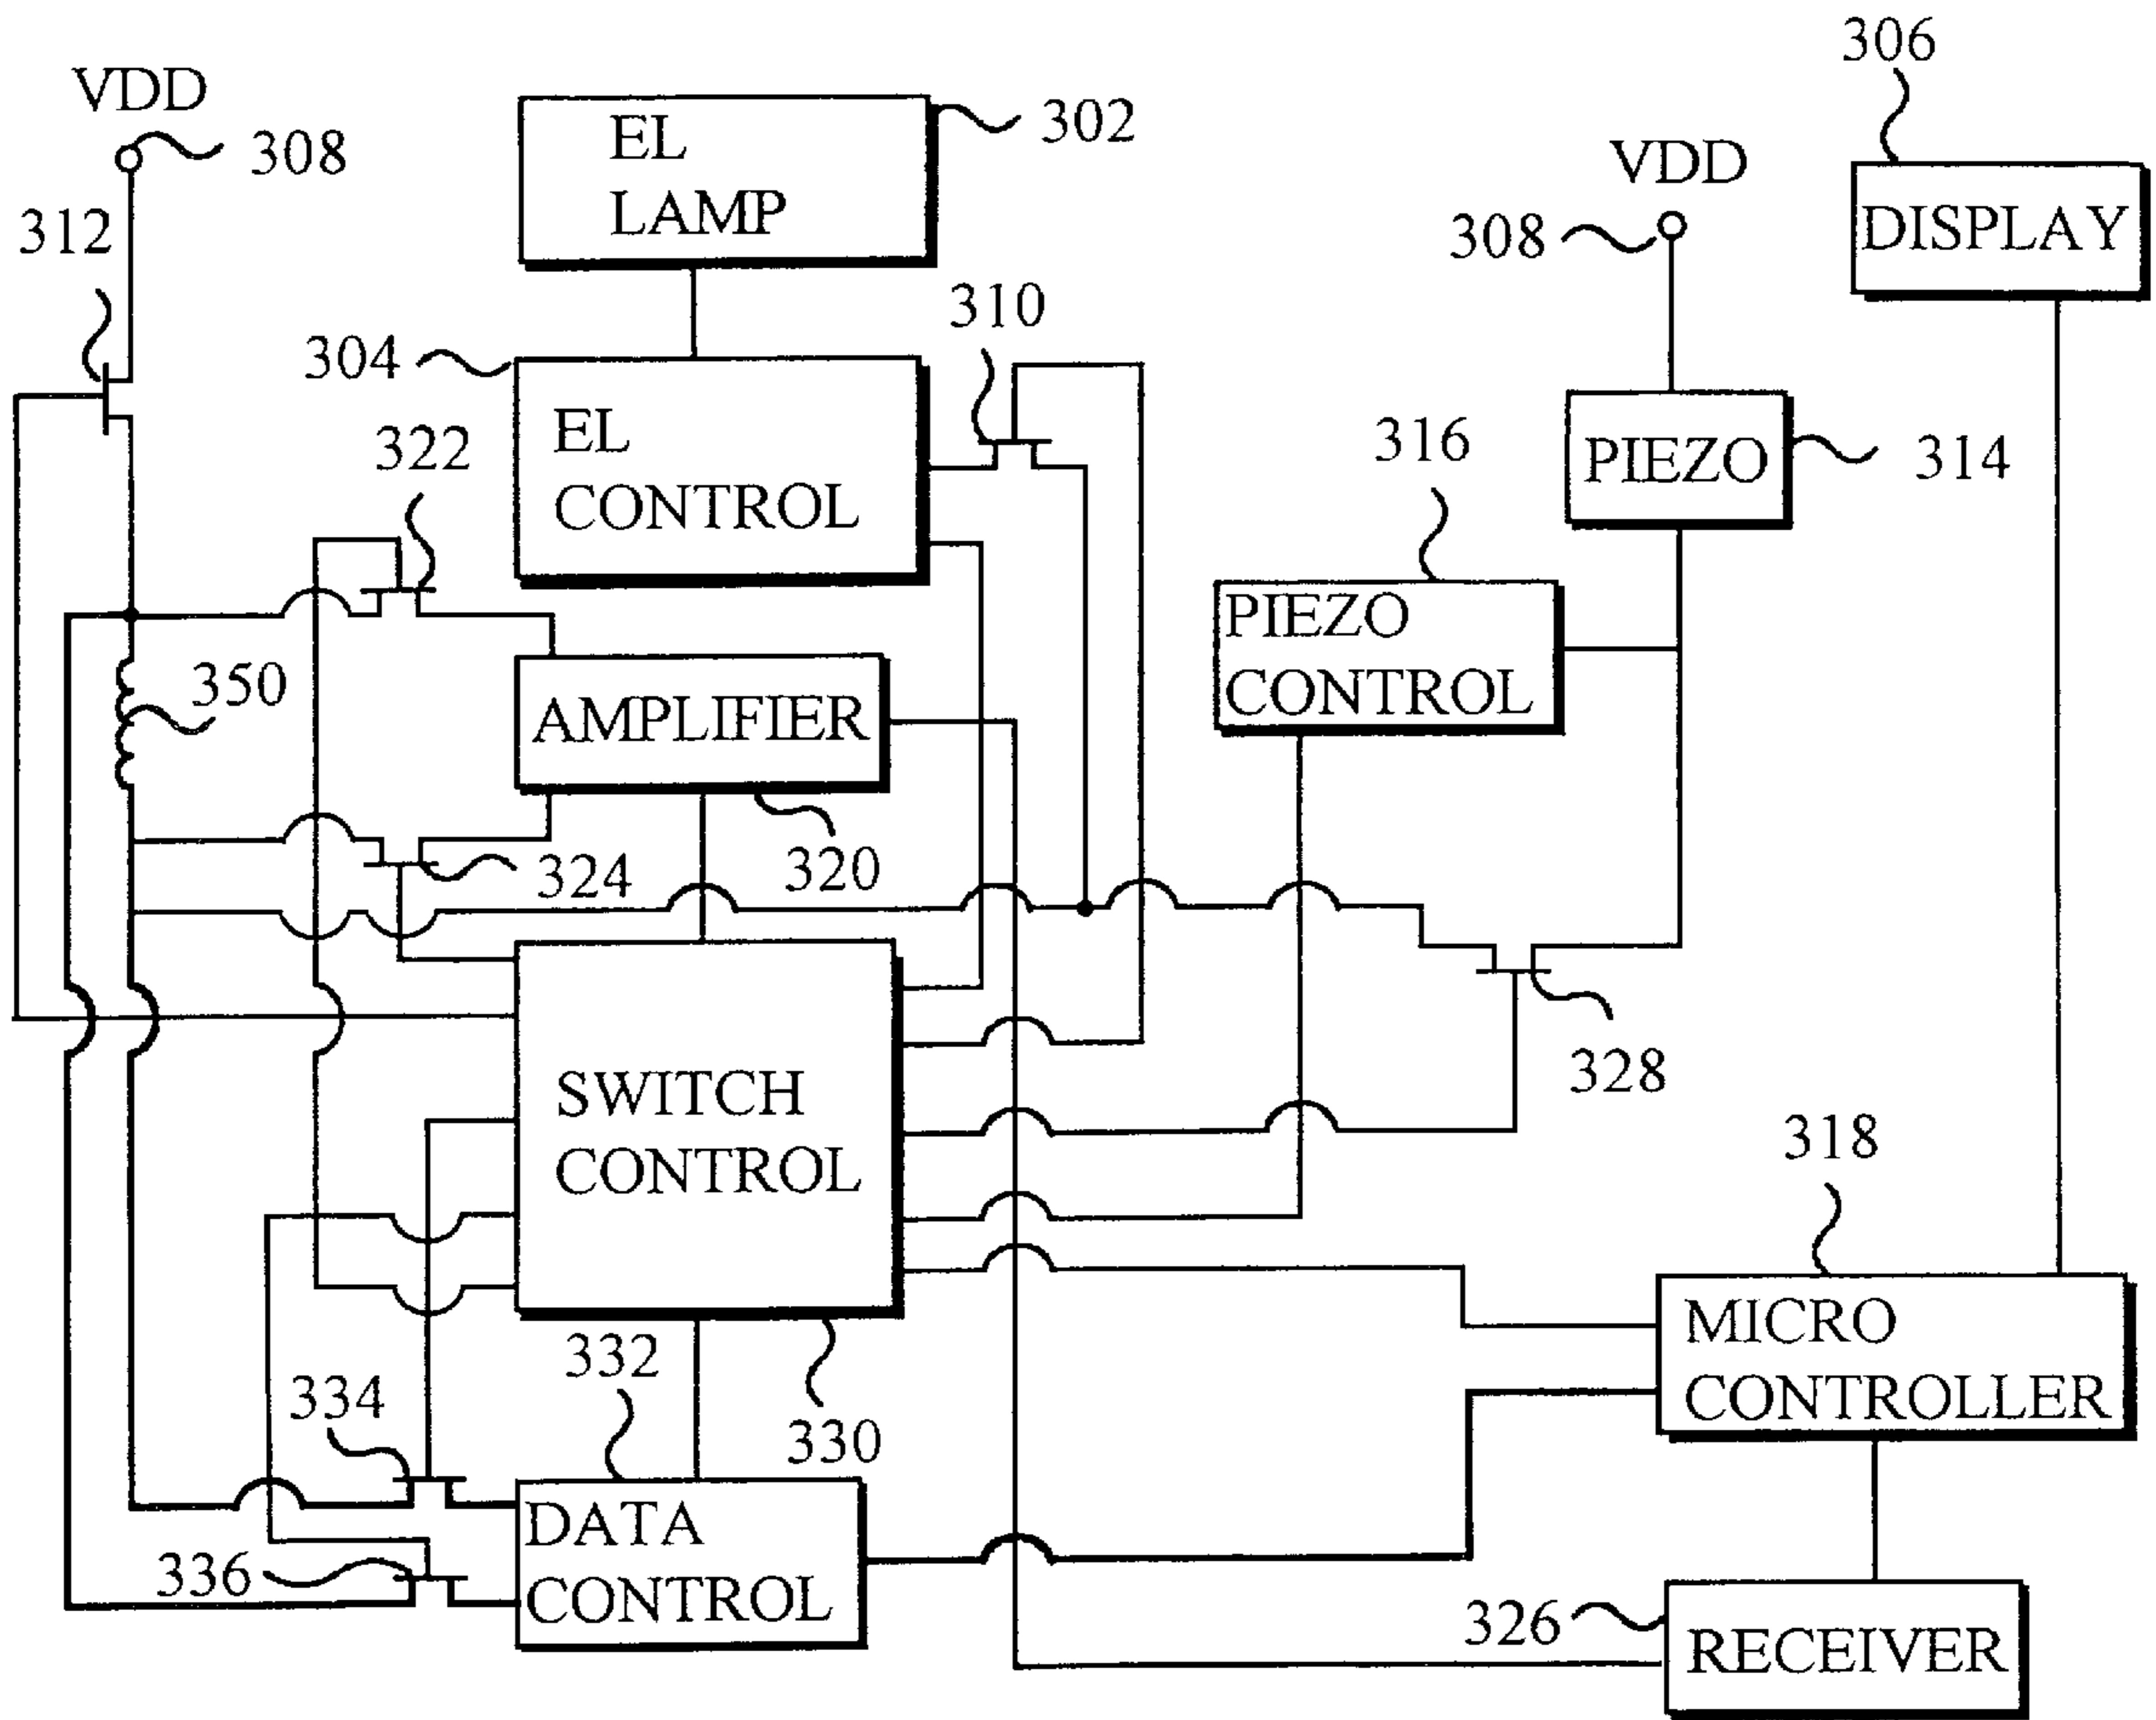 306
VDD
308
EL
LAMP
302
VDD
308
DISPLAY
312
310
304
EL
CONTROL
322
316
PIEZO
314
PIEZO
CONTROL
350
AMPLIFIER
324
320
328
SWITCH
CONTROL
318
MICRO
CONTROLLER
332
334
330
DATA
CONTROL
336
326
RECEIVER